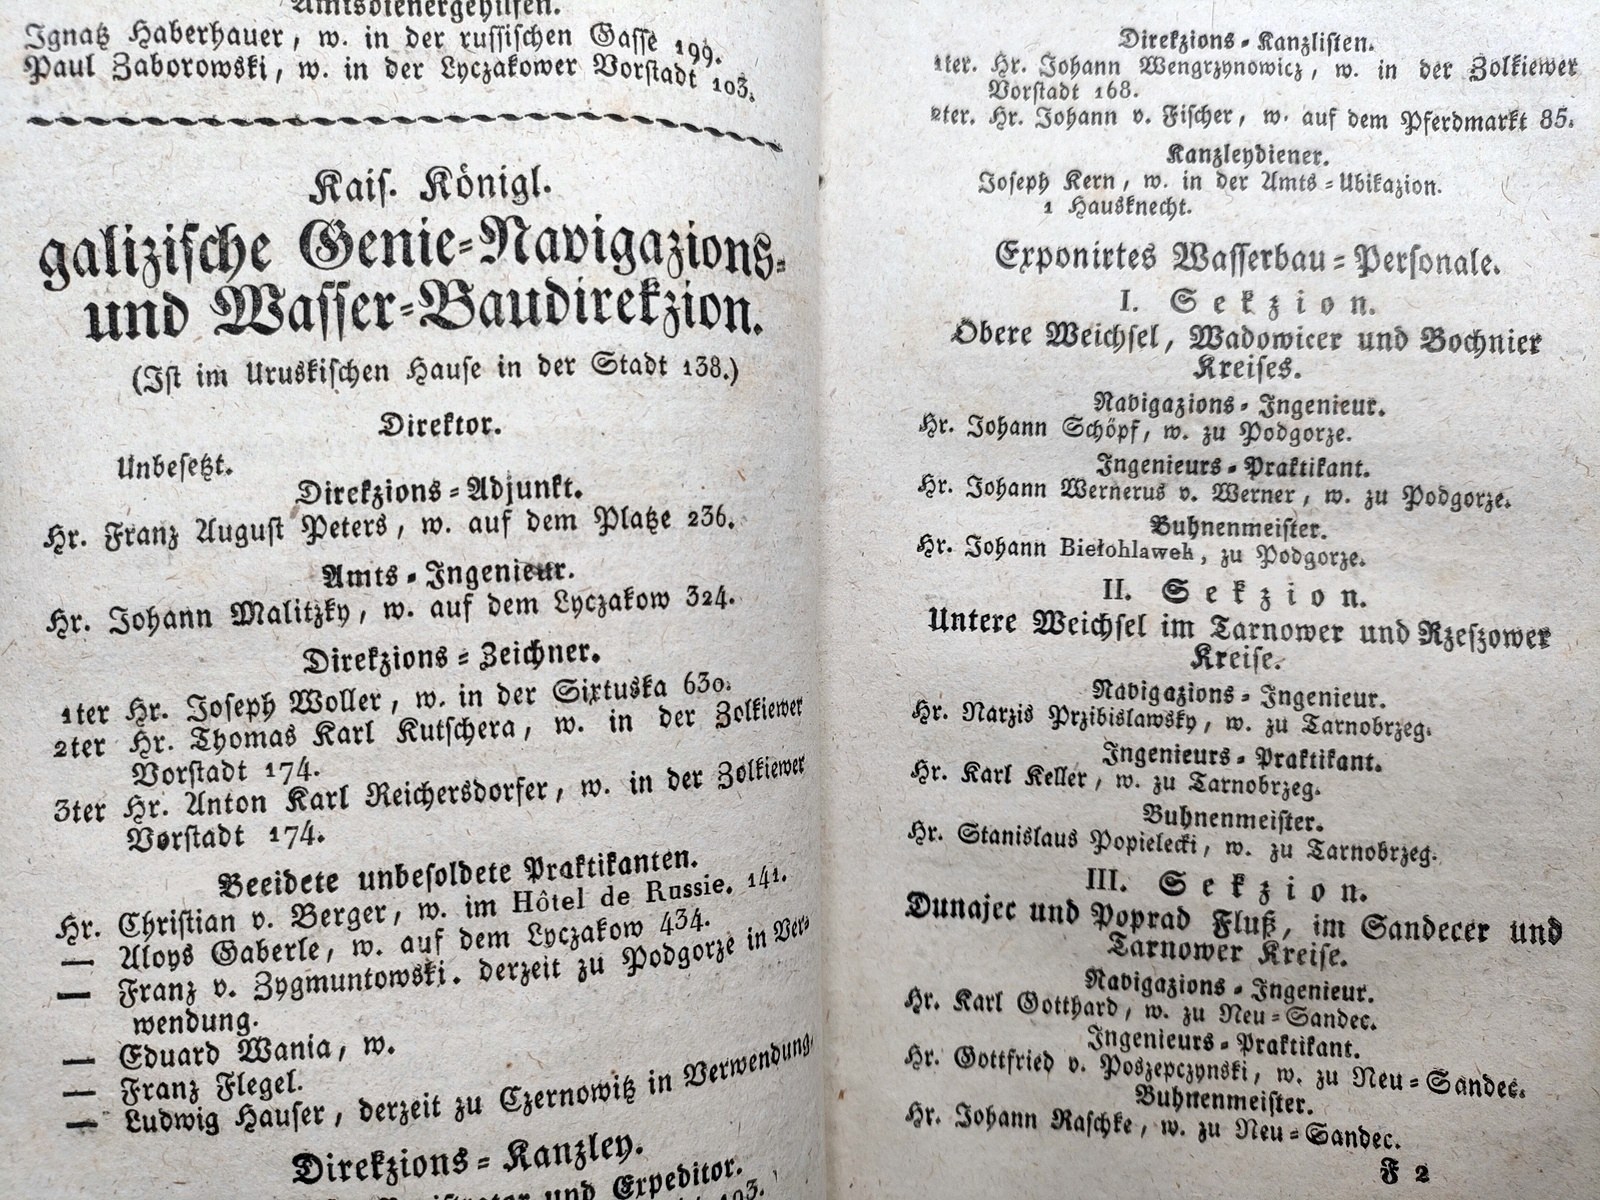 Amtsdienergehilfen.
Ignatz Haberhauer, w. in der russischen Gasse 199.
Paul Zaborowski, w. in der Lyczakower Vorstadt 103.
Kais. Königl.
galizische Genie-Navigazions-
und Wasser-Baudirekzion.
(Ist im Uruskischen Hause in der Stadt 138.)
Direktor.
Unbesetzt.
Direkzions-Adjunkt.
Hr. Franz August Peters, w. auf dem Platze 236.
Amts-Ingenieur.
Hr. Johann Malitzky, w. auf dem Lyczakow 324.
Direkzions-Zeichner.
1ter Hr. Joseph Woller, w. in der Sixtuska 630.
2ter Hr. Thomas Karl Kutschera, w. in der Zolkiewer
Vorstadt 174.
3ter Hr. Anton Karl Reichersdorfer, w. in der Zolkiewer
Vorstadt 174.
Beeidete unbesoldete Praktikanten.
Hr. Christian v. Berger, w. im Hôtel de Russie. 141.
— Aloys Gaberle, w. auf dem Lyczakow 434.
— Franz v. Zygmuntowski. derzeit zu Podgorze in Ver-
wendung.
— Eduard Wania, w.
— Franz Flegel.
— Ludwig Hauser, derzeit zu Czernowitz in Verwendung.
Direkzions-Kanzley.
und Expeditor.
103.
Direkzions-Kanzlisten.
1ter. Hr. Johann Wengrzynowicz, w. in der Zolkiewer
Vorstadt 168.
2ter. Hr. Johann v. Fischer, w. auf dem Pferdmarkt 85.
Kanzleydiener.
Joseph Kern, w. in der Amts-Ubikazion.
1 Hausknecht.
Exponirtes Wasserbau-Personale.
I. Sekzion.
Obere Weichsel, Wadowicer und Bochnier
Kreises.
Navigazions-Ingenieur.
Hr. Johann Schöpf, w. zu Podgorze.
Ingenieurs-Praktikant.
Hr. Johann Wernerus v. Werner, w. zu Podgorze.
Buhnenmeister.
Hr. Johann Biełohlawek, zu Podgorze.
II. Sekzion.
Untere Weichsel im Tarnower und Rzeszower
Kreise.
Navigazions-Ingenieur.
Hr. Narzis Przibislawsky, w. zu Tarnobrzeg.
Ingenieurs-Praktikant.
Hr. Karl Keller, w. zu Tarnobrzeg.
Buhnenmeister.
Hr. Stanislaus Popielecki, w. zu Tarnobrzeg.
III. Sekzion.
Dunajec und Poprad Fluß, im Sandecer und
Tarnower Kreise.
Navigazions-Ingenieur.
Hr. Karl Gotthard, w. zu Neu-Sandec.
Ingenieurs-Praktikant.
Hr. Gottfried v. Poszepczynski, w. zu Neu-Sandec.
Buhnenmeister.
Hr. Johann Raschke, w. zu Neu-Sandec.
F 2